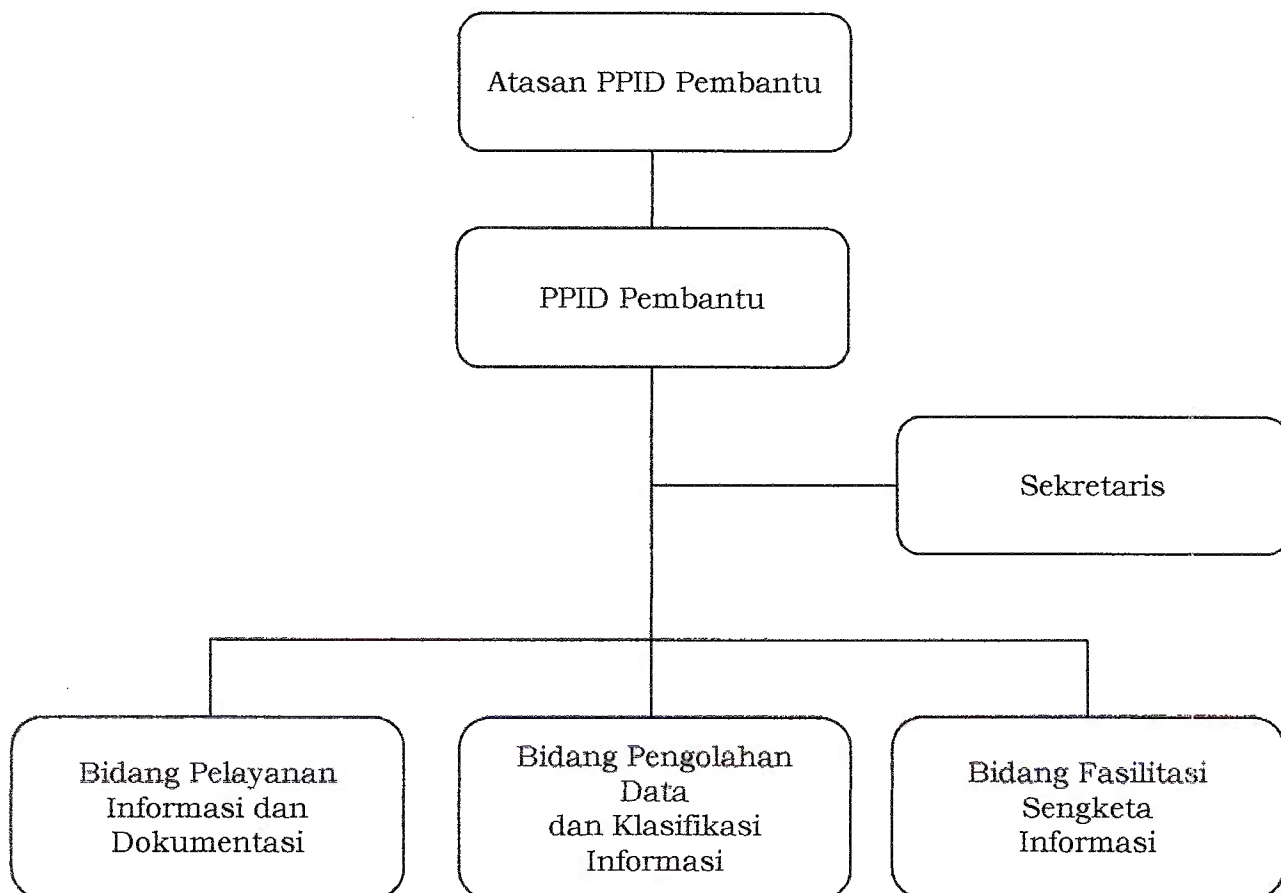 Atasan PPID Pembantu
PPID Pembantu
Sekretaris
Bidang Pelayanan
Informasi dan
Dokumentasi
Bidang Pengolahan
Data
dan Klasifikasi
Informasi
Bidang Fasilitasi
Sengketa
Informasi